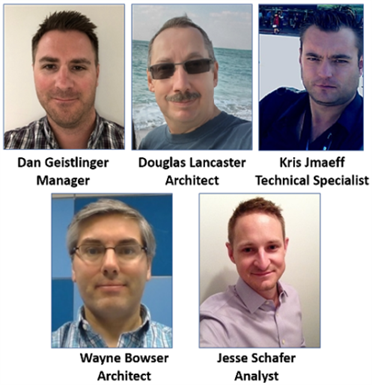 Dan Geistlinger
Manager
Douglas Lancaster
Architect
Kris Jmaeff
Technical Specialist
Wayne Bowser
Architect
Jesse Schafer
Analyst